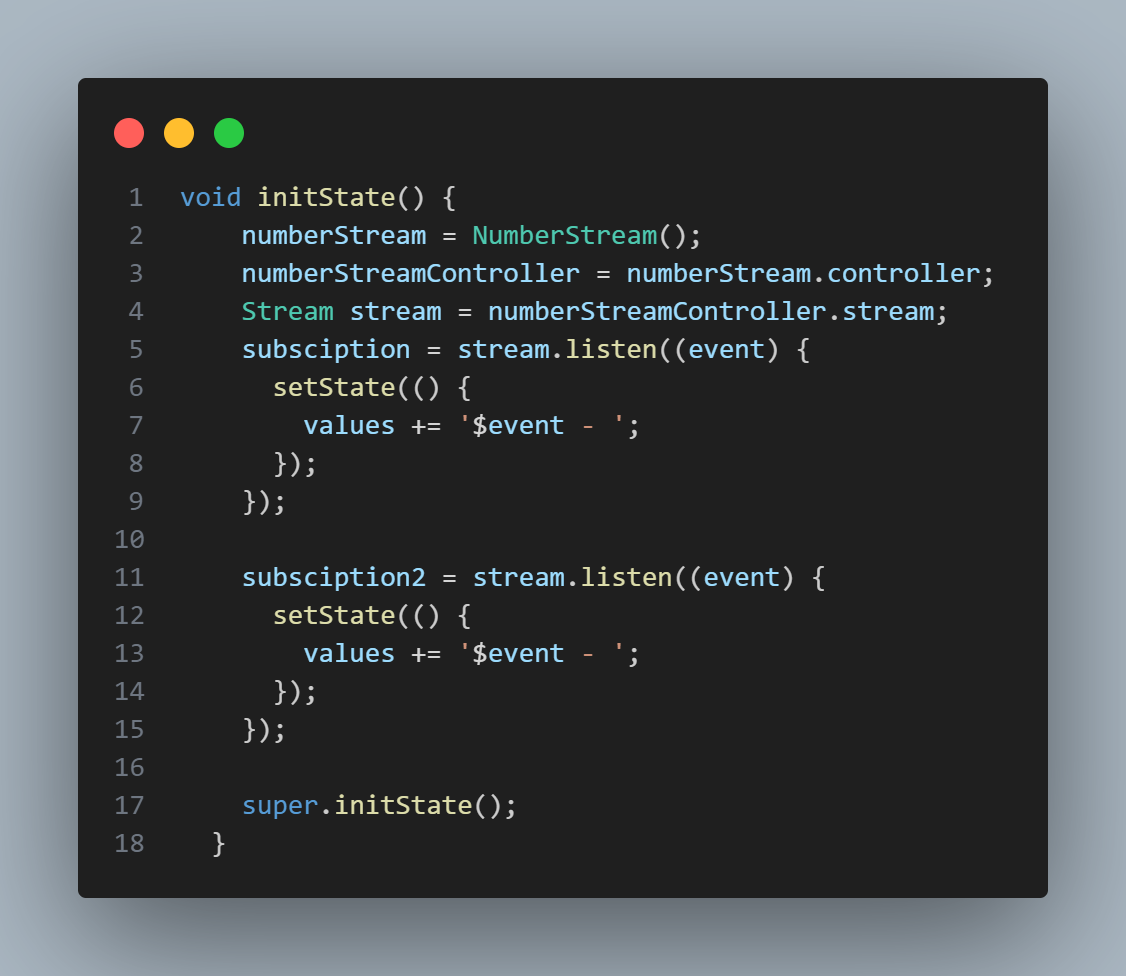 1 void initState() {
2 numberStream = NumberStream();
3 numberStreamController = numberStream.controller;
4 Stream stream = numberStreamController.stream;
5 subsciption = stream.listen((event) {
6 setState(() {
7 values += '$event - ';
8 });
9 });
10
11 subsciption2 = stream.listen((event) {
12 setState(() {
13 values += '$event - ';
14 });
15 });
16
17 super.initState();
18 }